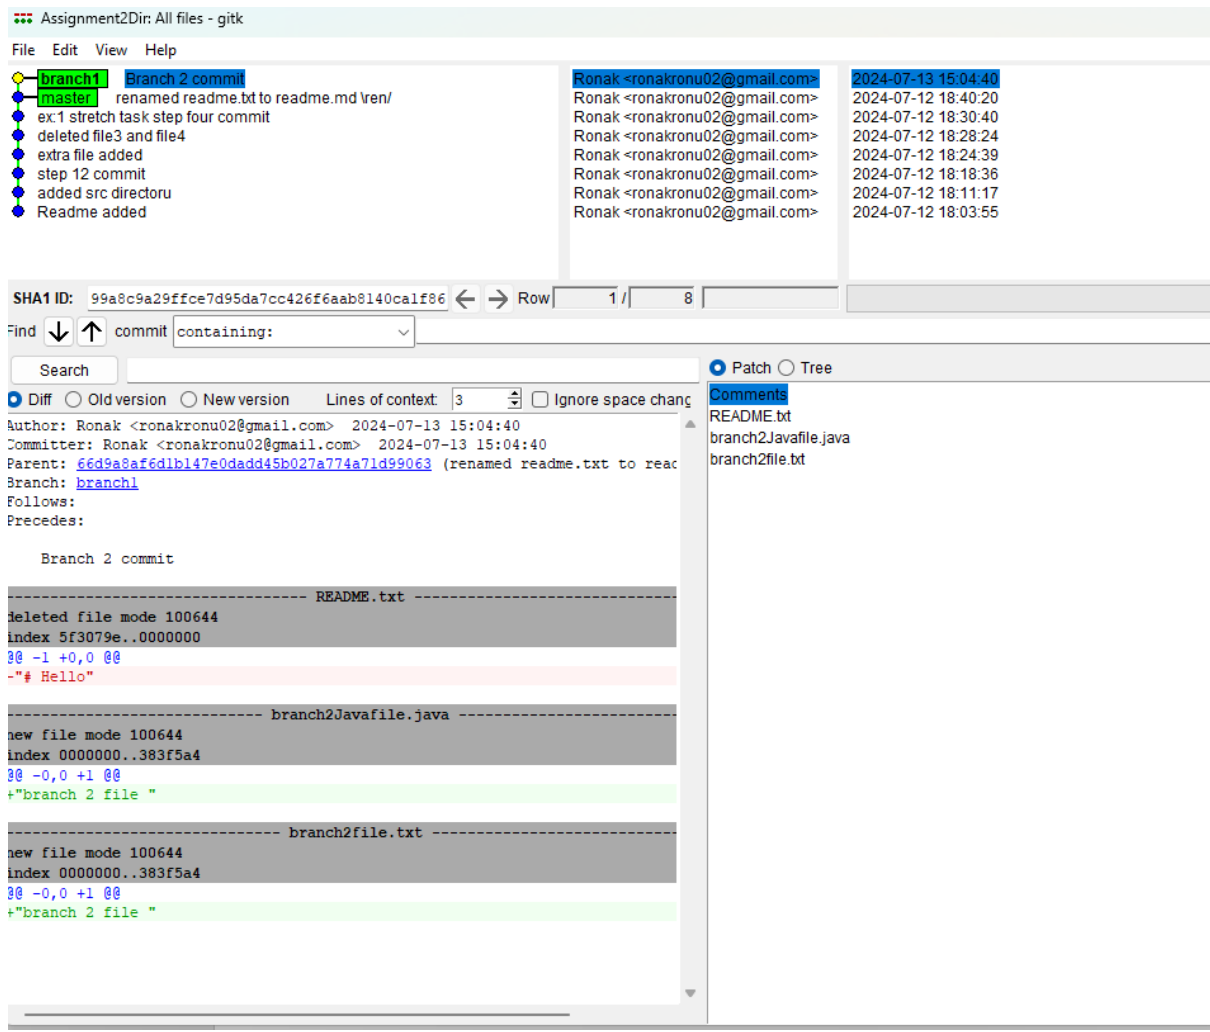 Assignment2Dir: All files - gitk
File Edit View Help
branch1 Branch 2 commit Ronak <ronakronu02@gmail.com> 2024-07-13 15:04:40
master renamed readme.txt to readme.md \ren/ Ronak <ronakronu02@gmail.com> 2024-07-12 18:40:20
ex:1 stretch task step four commit Ronak <ronakronu02@gmail.com> 2024-07-12 18:30:40
deleted file3 and file4 Ronak <ronakronu02@gmail.com> 2024-07-12 18:28:24
extra file added Ronak <ronakronu02@gmail.com> 2024-07-12 18:24:39
step 12 commit Ronak <ronakronu02@gmail.com> 2024-07-12 18:18:36
added src directoru Ronak <ronakronu02@gmail.com> 2024-07-12 18:11:17
Readme added Ronak <ronakronu02@gmail.com> 2024-07-12 18:03:55
SHA1 ID: 99a8c9a29ffce7d95da7cc426f6aab8140ca1f86 Row 1 / 8
Find commit containing:
Search
Diff Old version New version Lines of context: 3 Ignore space chang
Author: Ronak <ronakronu02@gmail.com> 2024-07-13 15:04:40
Committer: Ronak <ronakronu02@gmail.com> 2024-07-13 15:04:40
Parent: 66d9a8af6d1b147e0dadd45b027a774a71d99063 (renamed readme.txt to reac
Branch: branch1
Follows:
Precedes:
Branch 2 commit
---------------------------------- README.txt ------------------------------
deleted file mode 100644
index 5f3079e..0000000
@@ -1 +0,0 @@
-"# Hello"
----------------------------- branch2Javafile.java -------------------------
new file mode 100644
index 0000000..383f5a4
@@ -0,0 +1 @@
+"branch 2 file "
------------------------------- branch2file.txt ----------------------------
new file mode 100644
index 0000000..383f5a4
@@ -0,0 +1 @@
+"branch 2 file "
Patch Tree
Comments
README.txt
branch2Javafile.java
branch2file.txt